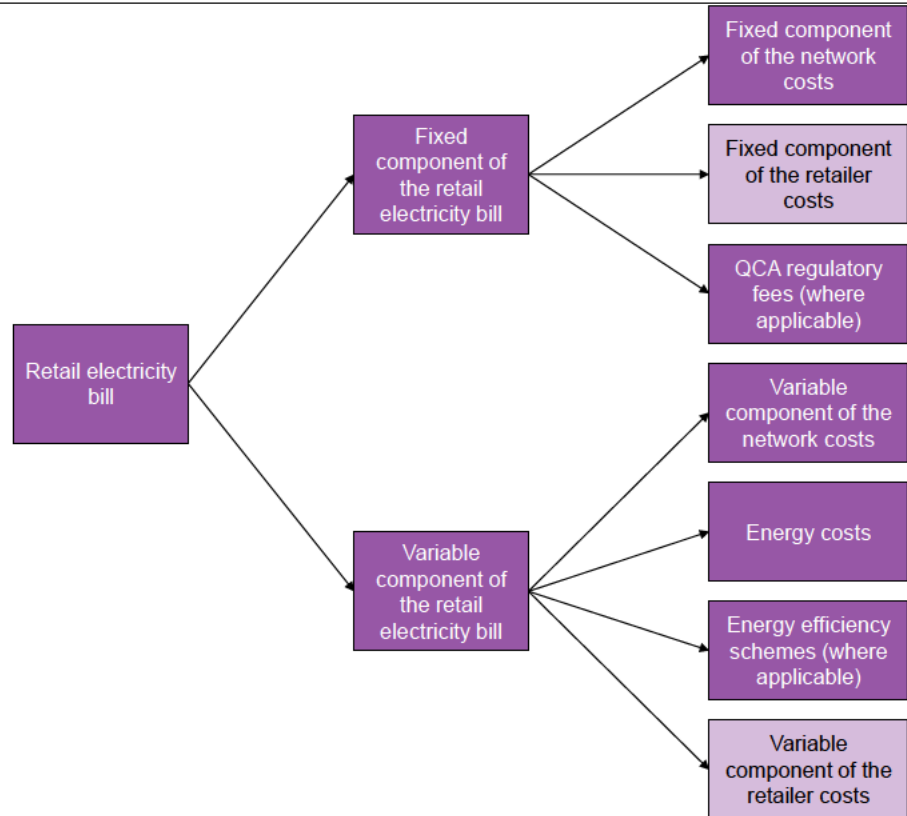 Fixed component
of the network
costs
Fixed
component of
the retail
electricity bill
Fixed component
of the retailer
costs
QCA regulatory
fees (where
applicable)
Retail electricity
bill
Variable
component of the
network costs
Variable
component of
the retail
electricity bill
Energy costs
Energy efficiency
schemes (where
applicable)
Variable
component of the
retailer costs